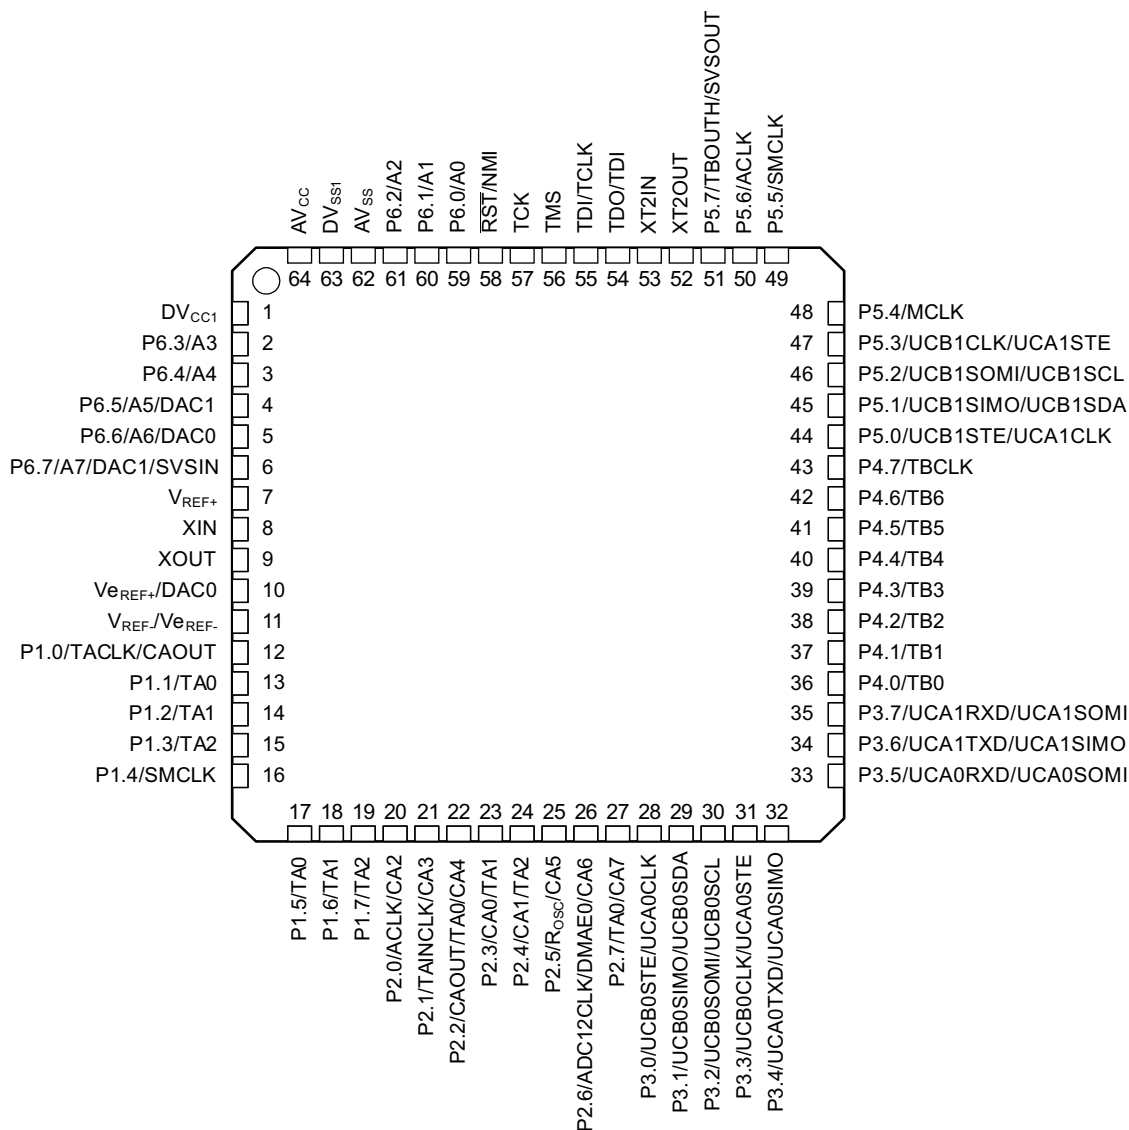 AVCC
DVSS1
AVSS
P6.2/A2
P6.1/A1
P6.0/A0
RST/NMI
TCK
TMS
TDI/TCLK
TDO/TDI
XT2IN
XT2OUT
P5.7/TBOUTH/SVSOUT
P5.6/ACLK
P5.5/SMCLK
64 63 62 61 60 59 58 57 56 55 54 53 52 51 50 49
DVCC1 1
P6.3/A3 2
P6.4/A4 3
P6.5/A5/DAC1 4
P6.6/A6/DAC0 5
P6.7/A7/DAC1/SVSIN 6
VREF+ 7
XIN 8
XOUT 9
VeREF+/DAC0 10
VREF-/VeREF- 11
P1.0/TACLK/CAOUT 12
P1.1/TA0 13
P1.2/TA1 14
P1.3/TA2 15
P1.4/SMCLK 16
48 P5.4/MCLK
47 P5.3/UCB1CLK/UCA1STE
46 P5.2/UCB1SOMI/UCB1SCL
45 P5.1/UCB1SIMO/UCB1SDA
44 P5.0/UCB1STE/UCA1CLK
43 P4.7/TBCLK
42 P4.6/TB6
41 P4.5/TB5
40 P4.4/TB4
39 P4.3/TB3
38 P4.2/TB2
37 P4.1/TB1
36 P4.0/TB0
35 P3.7/UCA1RXD/UCA1SOMI
34 P3.6/UCA1TXD/UCA1SIMO
33 P3.5/UCA0RXD/UCA0SOMI
17 18 19 20 21 22 23 24 25 26 27 28 29 30 31 32
P1.5/TA0
P1.6/TA1
P1.7/TA2
P2.0/ACLK/CA2
P2.1/TAINCLK/CA3
P2.2/CAOUT/TA0/CA4
P2.3/CA0/TA1
P2.4/CA1/TA2
P2.5/ROSC/CA5
P2.6/ADC12CLK/DMAE0/CA6
P2.7/TA0/CA7
P3.0/UCB0STE/UCA0CLK
P3.1/UCB0SIMO/UCB0SDA
P3.2/UCB0SOMI/UCB0SCL
P3.3/UCB0CLK/UCA0STE
P3.4/UCA0TXD/UCA0SIMO